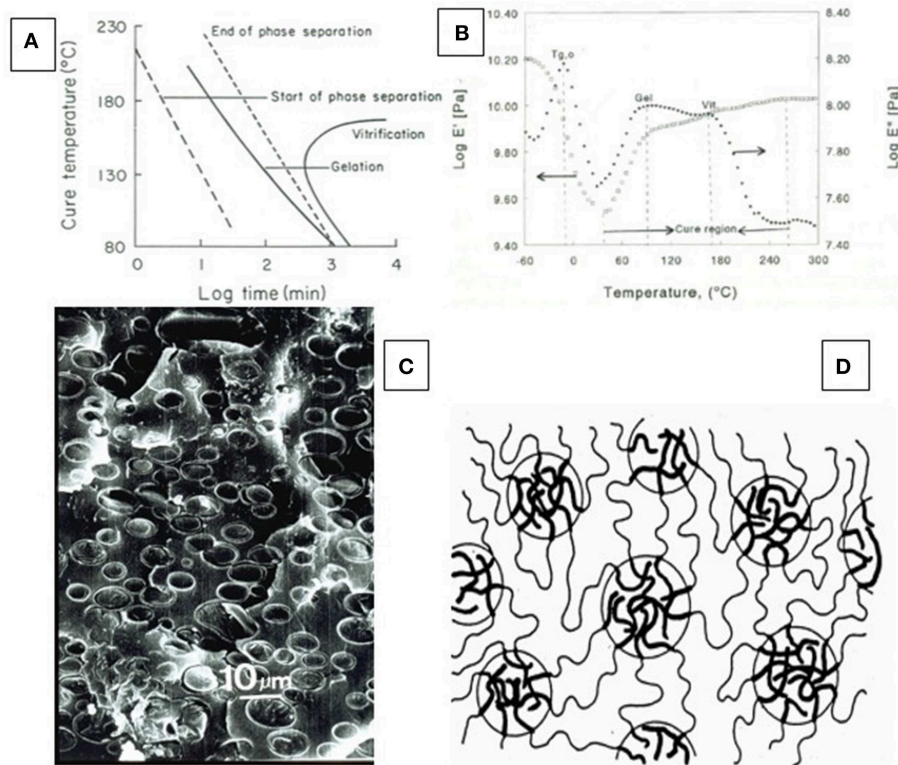 A
Cure temperature (°C)
230
180
130
80
End of phase separation
Start of phase separation
Vitrification
Gelation
0
1
2
3
4
Log time (min)
B
Log E' [Pa]
10.40
10.20
10.00
9.80
9.60
9.40
Tg,o
Gel
Vit
Cure region
8.40
8.20
8.00
7.80
7.60
7.40
Log E" [Pa]
-60
0
60
120
180
240
300
Temperature, (°C)
C
10 μm
D